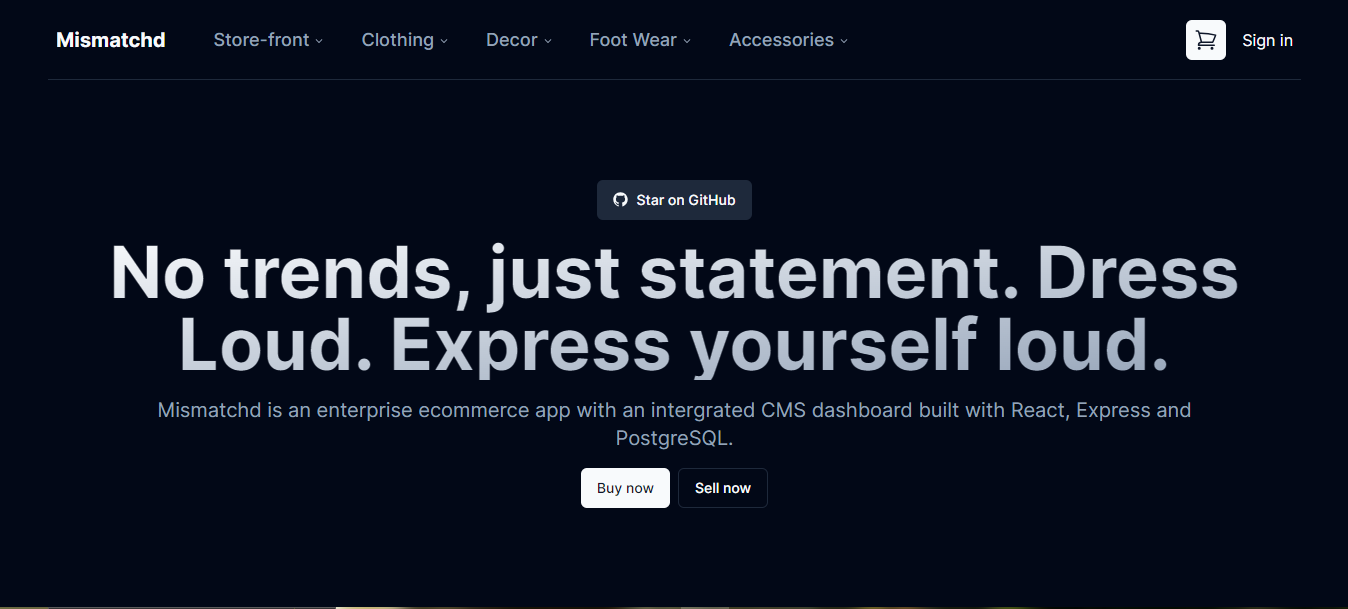 Mismatchd Store-front Clothing Decor Foot Wear Accessories Sign in
Star on GitHub
No trends, just statement. Dress
Loud. Express yourself loud.
Mismatchd is an enterprise ecommerce app with an intergrated CMS dashboard built with React, Express and
PostgreSQL.
Buy now Sell now